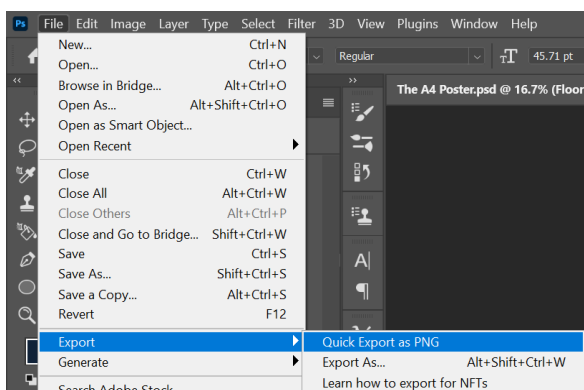 Ps File Edit Image Layer Type Select Filter 3D View Plugins Window Help
New... Ctrl+N
Open... Ctrl+O
Browse in Bridge... Alt+Ctrl+O
Open As... Alt+Shift+Ctrl+O
Open as Smart Object...
Open Recent
Close Ctrl+W
Close All Alt+Ctrl+W
Close Others Alt+Ctrl+P
Close and Go to Bridge... Shift+Ctrl+W
Save Ctrl+S
Save As... Shift+Ctrl+S
Save a Copy... Alt+Ctrl+S
Revert F12
Export
Generate
Search Adobe Stock
Regular
45.71 pt
The A4 Poster.psd @ 16.7% (Floor
Quick Export as PNG
Export As... Alt+Shift+Ctrl+W
Learn how to export for NFTs